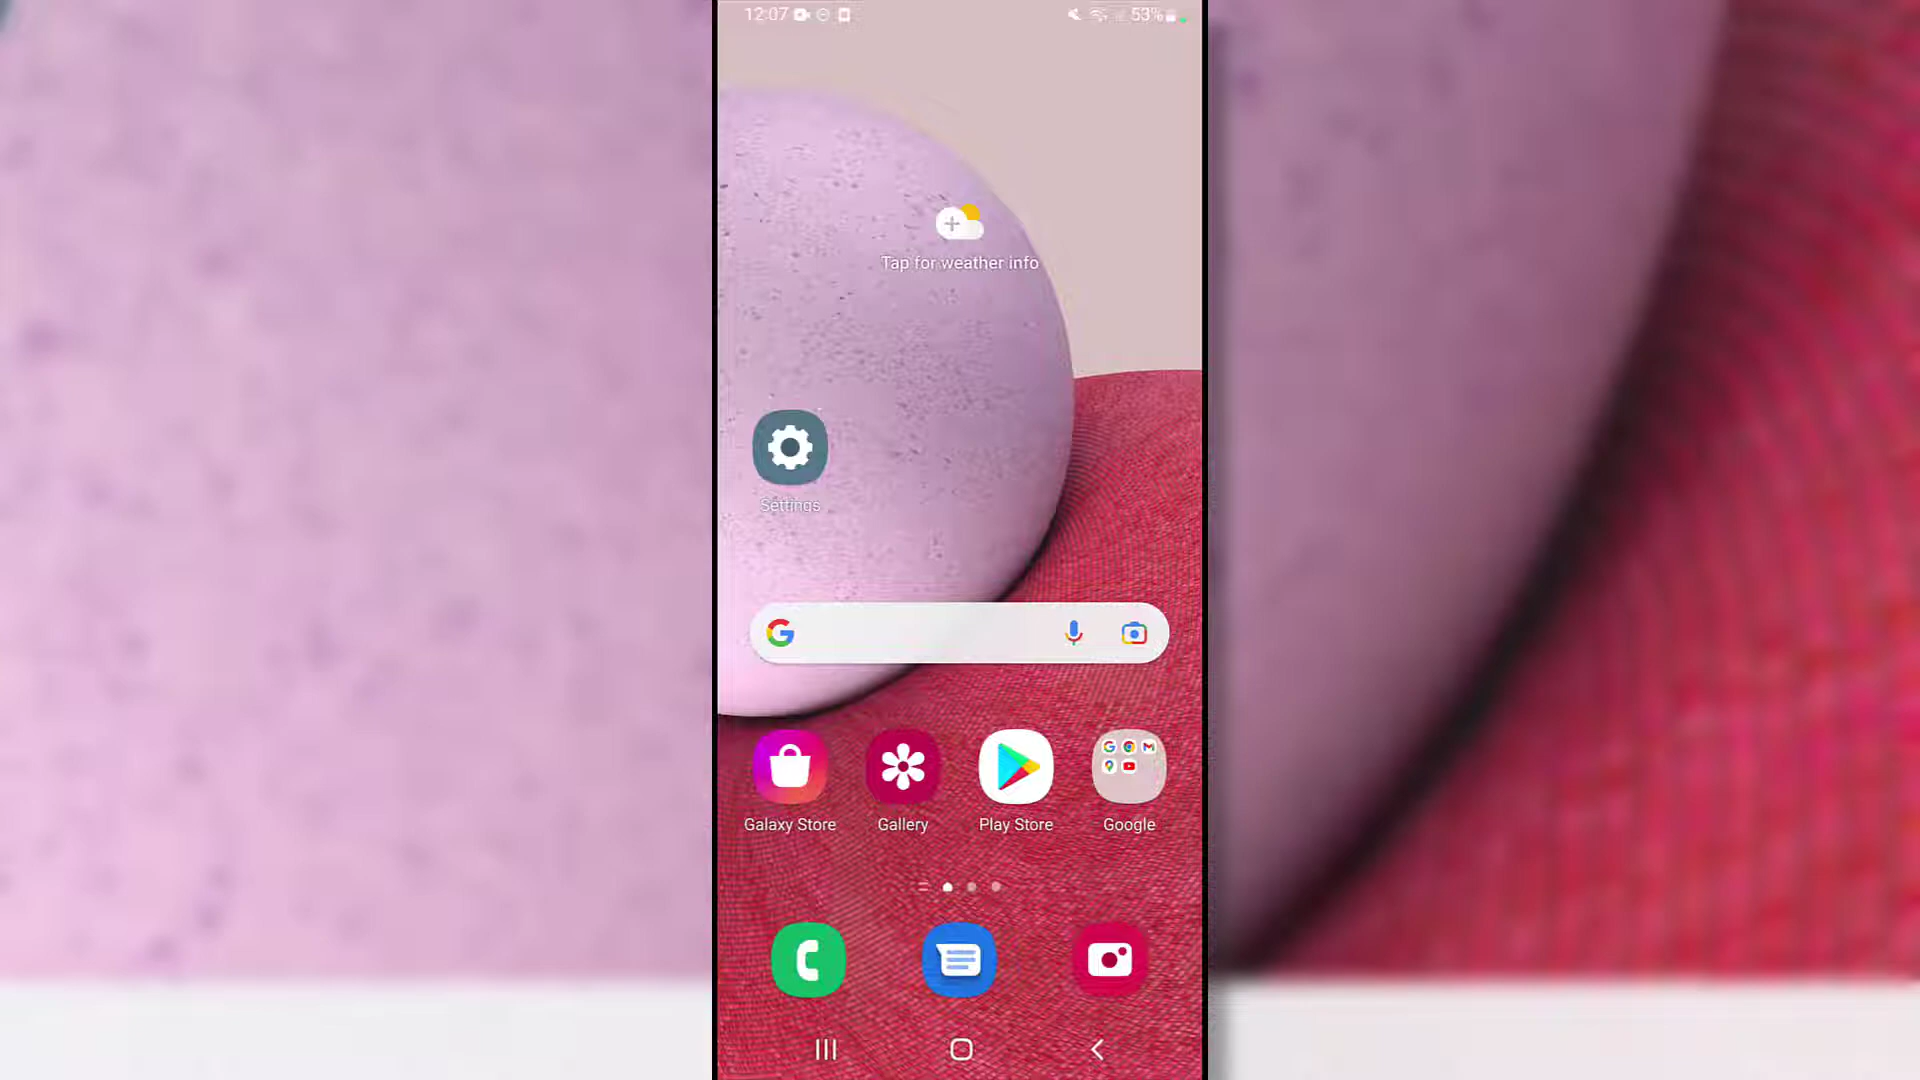 12:07
53%
Tap for weather info
Settings
Galaxy Store
Gallery
Play Store
Google